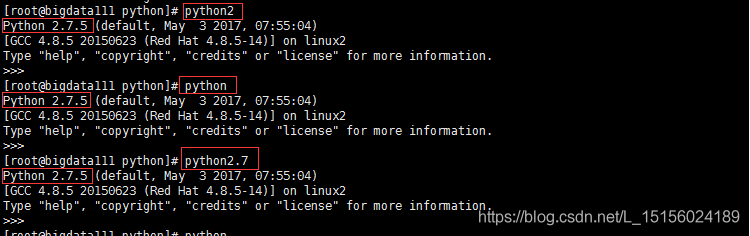 [root@bigdata111 python]# python2
Python 2.7.5 (default, May  3 2017, 07:55:04)
[GCC 4.8.5 20150623 (Red Hat 4.8.5-14)] on linux2
Type "help", "copyright", "credits" or "license" for more information.
>>>
[root@bigdata111 python]# python
Python 2.7.5 (default, May  3 2017, 07:55:04)
[GCC 4.8.5 20150623 (Red Hat 4.8.5-14)] on linux2
Type "help", "copyright", "credits" or "license" for more information.
>>>
[root@bigdata111 python]# python2.7
Python 2.7.5 (default, May  3 2017, 07:55:04)
[GCC 4.8.5 20150623 (Red Hat 4.8.5-14)] on linux2
Type "help", "copyright", "credits" or "license" for more information.
>>>
https://blog.csdn.net/L_15156024189
[root@bigdata111 python]# python